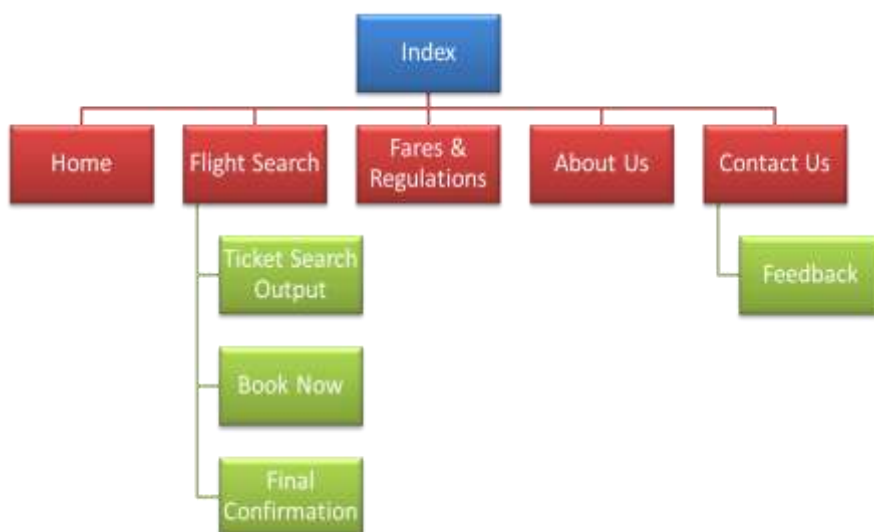 Index
Home
Flight Search
Fares &
Regulations
About Us
Contact Us
Ticket Search
Output
Feedback
Book Now
Final
Confirmation